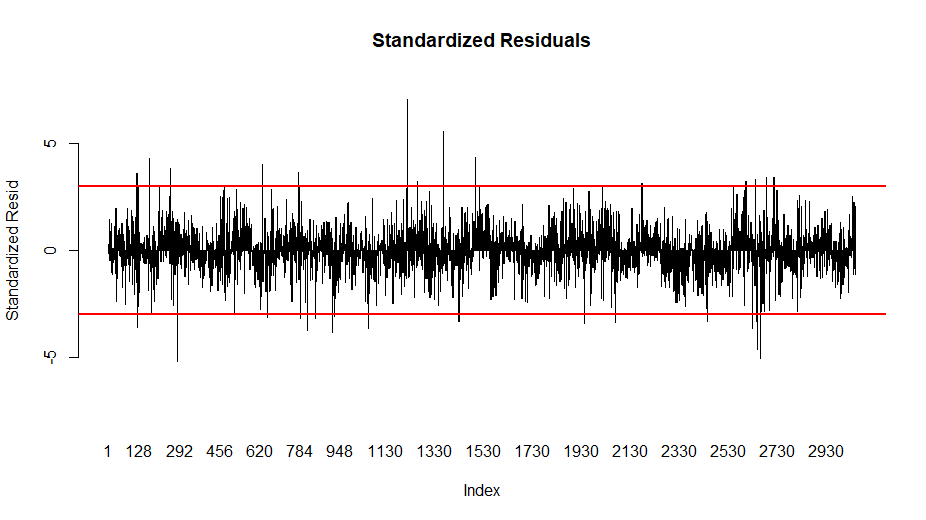 Standardized Residuals
Standardized Resid
5
0
-5
1 128 292 456 620 784 948 1130 1330 1530 1730 1930 2130 2330 2530 2730 2930
Index